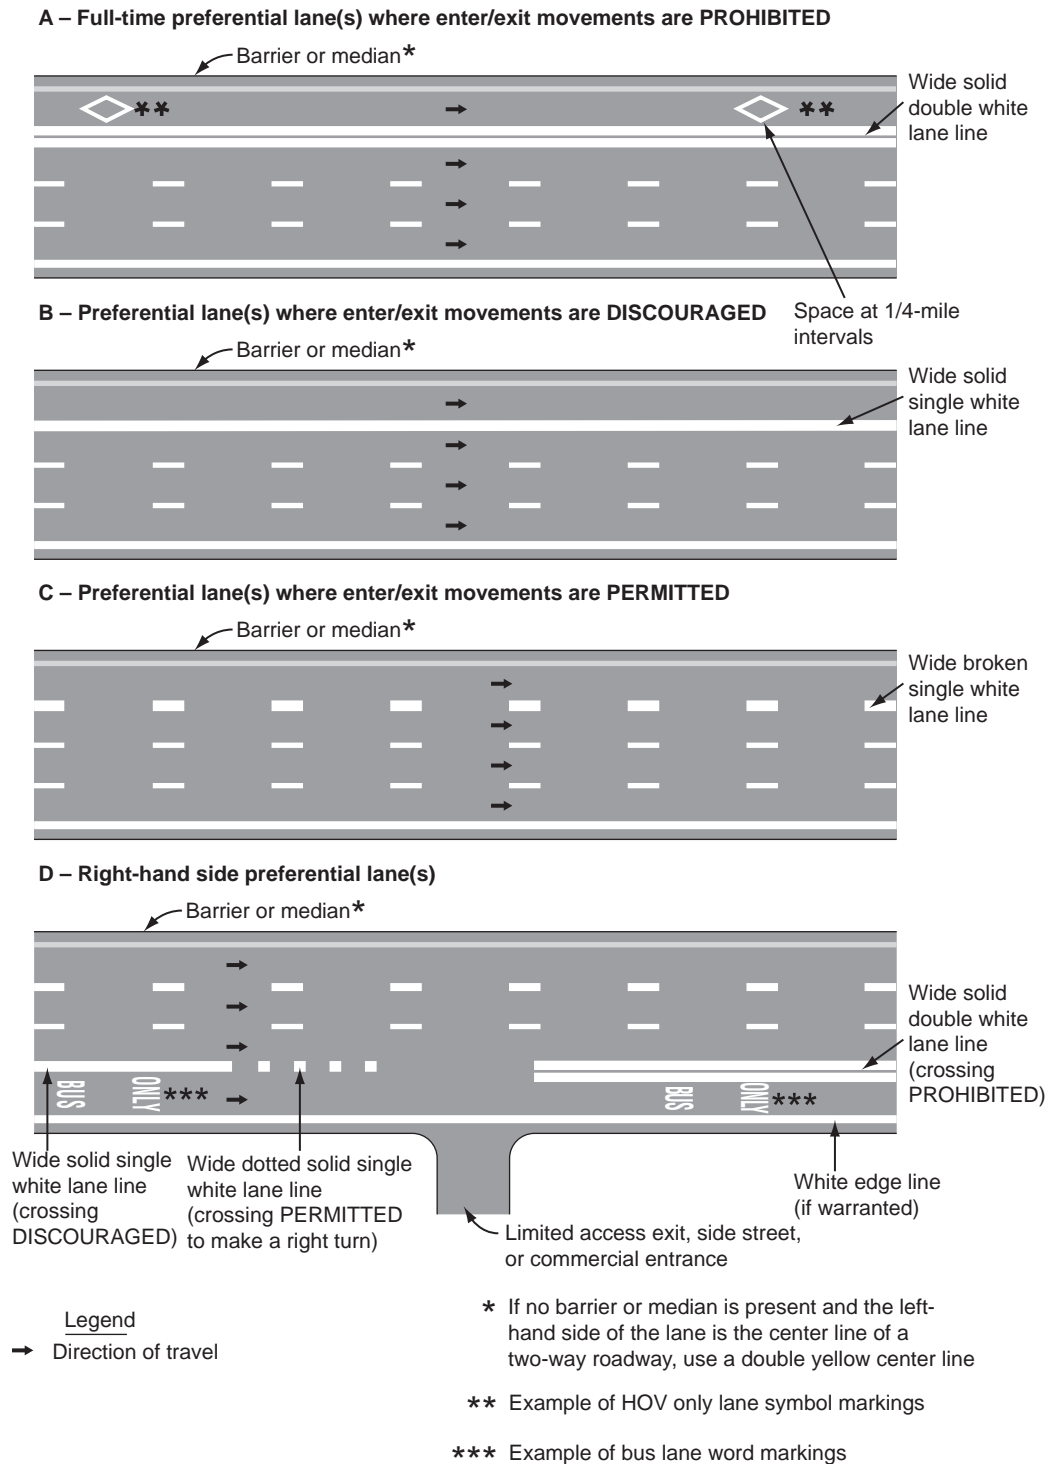 A – Full-time preferential lane(s) where enter/exit movements are PROHIBITED
Barrier or median*
Wide solid
double white
lane line
**
**
Space at 1/4-mile
intervals
B – Preferential lane(s) where enter/exit movements are DISCOURAGED
Barrier or median*
Wide solid
single white
lane line
C – Preferential lane(s) where enter/exit movements are PERMITTED
Barrier or median*
Wide broken
single white
lane line
D – Right-hand side preferential lane(s)
Barrier or median*
Wide solid
double white
lane line
(crossing
PROHIBITED)
BUS
ONLY
***
BUS
ONLY
***
Wide solid single
white lane line
(crossing
DISCOURAGED)
Wide dotted solid single
white lane line
(crossing PERMITTED
to make a right turn)
White edge line
(if warranted)
Limited access exit, side street,
or commercial entrance
Legend
Direction of travel
* If no barrier or median is present and the left-
hand side of the lane is the center line of a
two-way roadway, use a double yellow center line
** Example of HOV only lane symbol markings
*** Example of bus lane word markings